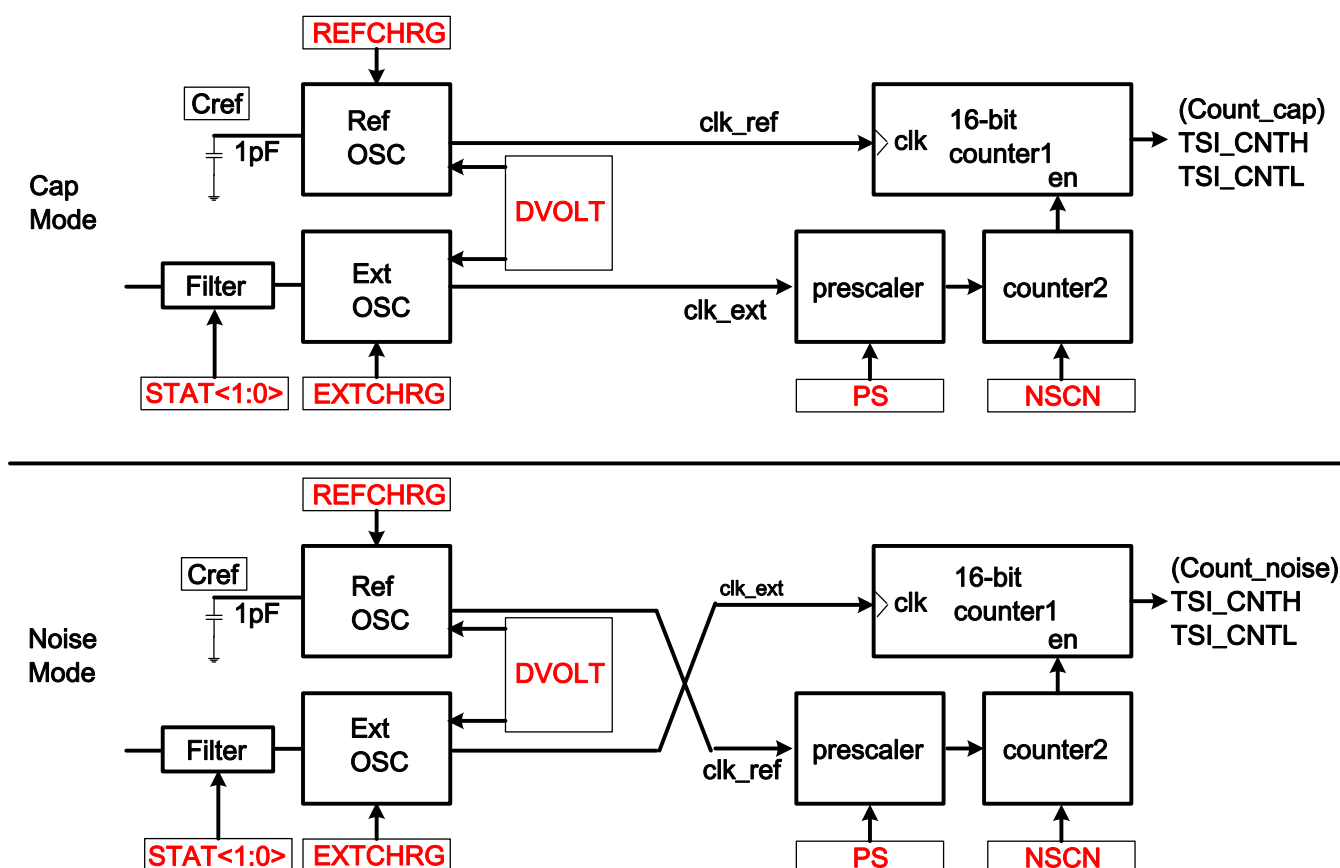 REFCHRG
Cref
1pF
Ref
OSC
clk_ref
clk
16-bit
counter1
en
(Count_cap)
TSI_CNTH
TSI_CNTL
Cap
Mode
DVOLT
Filter
Ext
OSC
clk_ext
prescaler
counter2
STAT<1:0>
EXTCHRG
PS
NSCN
REFCHRG
Cref
1pF
Ref
OSC
clk_ext
clk
16-bit
counter1
en
(Count_noise)
TSI_CNTH
TSI_CNTL
Noise
Mode
DVOLT
Filter
Ext
OSC
clk_ref
prescaler
counter2
STAT<1:0>
EXTCHRG
PS
NSCN